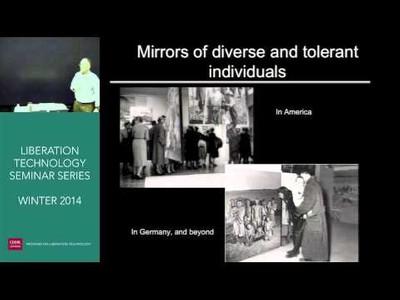 Mirrors of diverse and tolerant
individuals
In America
In Germany, and beyond
LIBERATION
TECHNOLOGY
SEMINAR SERIES
WINTER 2014